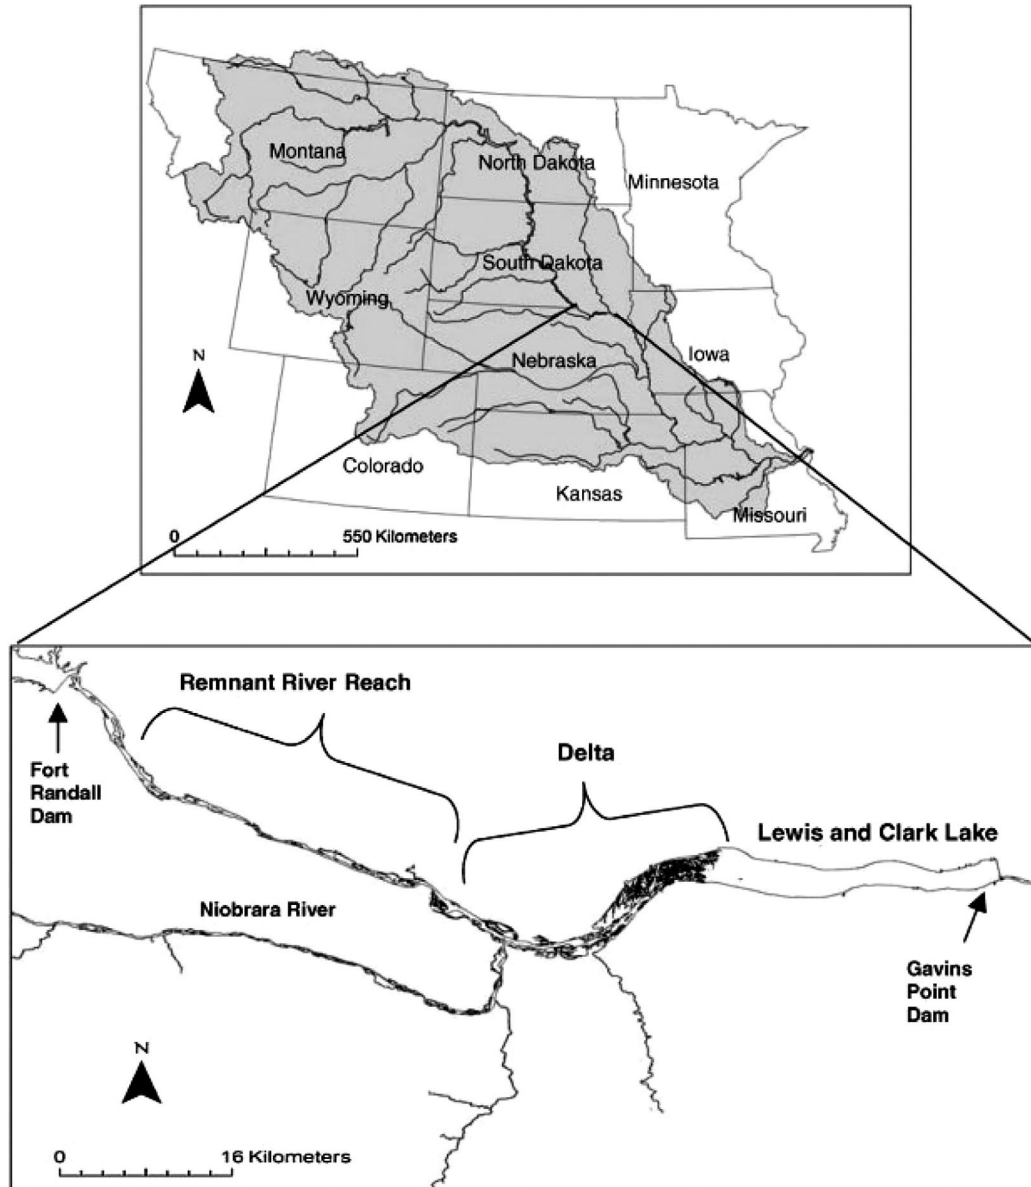 Montana
North Dakota
Minnesota
South Dakota
Wyoming
Nebraska
Iowa
N
Colorado
Kansas
Missouri
0
550 Kilometers
Remnant River Reach
Delta
Fort
Randall
Dam
Lewis and Clark Lake
Niobrara River
Gavins
Point
Dam
N
0
16 Kilometers